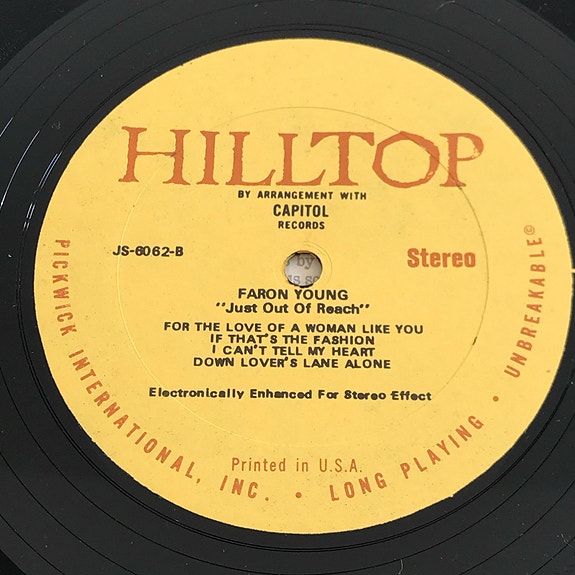 HILLTOP
BY ARRANGEMENT WITH
CAPITOL
RECORDS
JS-6062-B
Stereo
by
FARON YOUNG
"Just Out Of Reach"
FOR THE LOVE OF A WOMAN LIKE YOU
IF THAT'S THE FASHION
I CAN'T TELL MY HEART
DOWN LOVER'S LANE ALONE
Electronically Enhanced For Stereo Effect
Printed in U.S.A.
PICKWICK INTERNATIONAL, INC. • LONG PLAYING • UNBREAKABLE©